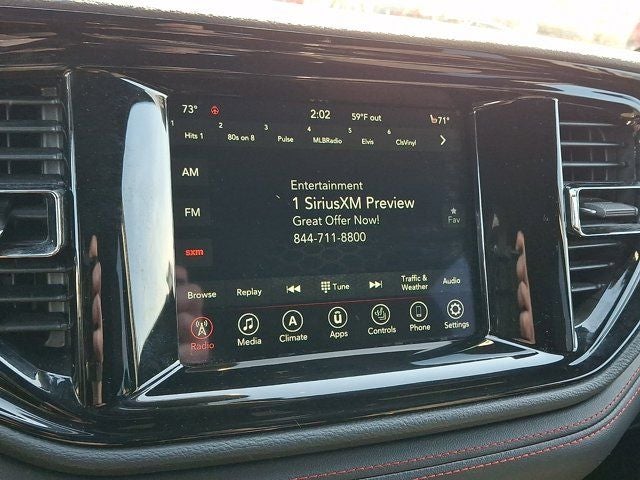 73° 2:02 59°F out 71°
1 2 3 4 5 6
Hits 1 80s on 8 Pulse MLBRadio Elvis ClsVinyl
AM
Entertainment
1 SiriusXM Preview
FM
Great Offer Now!
Fav
844-711-8800
sxm
Browse Replay Tune Traffic & Weather Audio
Radio Media Climate Apps Controls Phone Settings